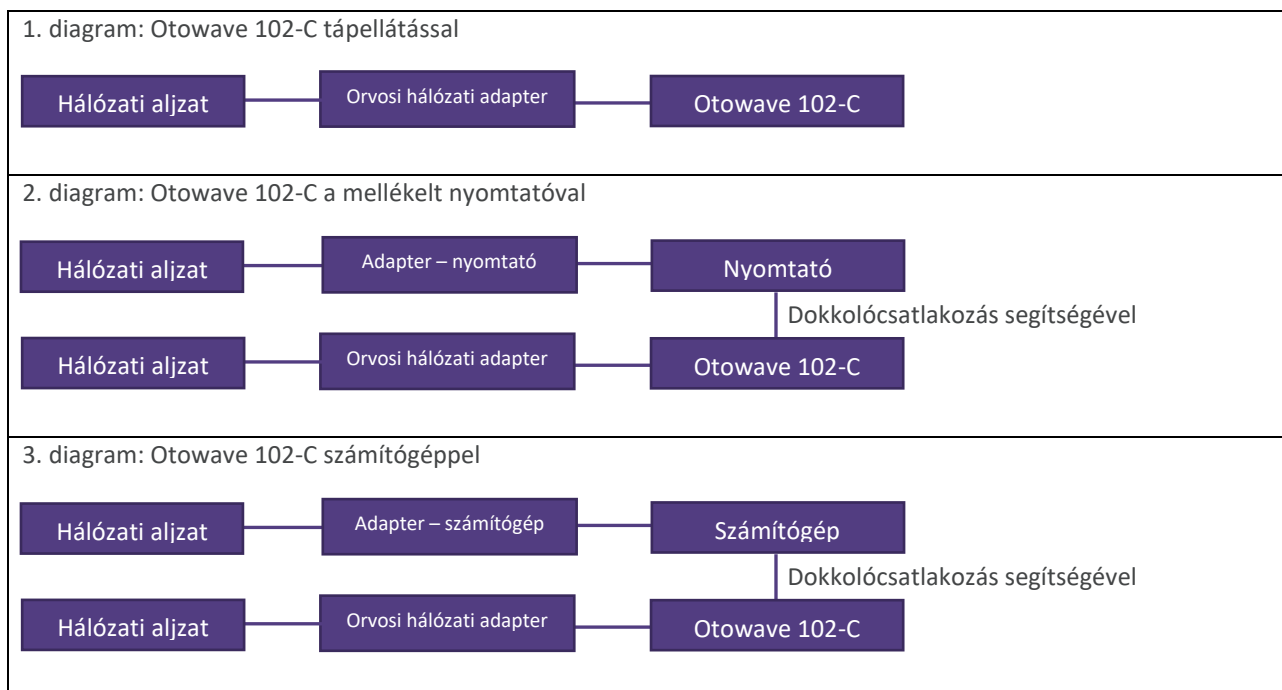 1. diagram: Otowave 102-C tápellátással
Hálózati aljzat
Orvosi hálózati adapter
Otowave 102-C
2. diagram: Otowave 102-C a mellékelt nyomtatóval
Hálózati aljzat
Adapter – nyomtató
Nyomtató
Dokkolócsatlakozás segítségével
Hálózati aljzat
Orvosi hálózati adapter
Otowave 102-C
3. diagram: Otowave 102-C számítógéppel
Hálózati aljzat
Adapter – számítógép
Számítógép
Dokkolócsatlakozás segítségével
Hálózati aljzat
Orvosi hálózati adapter
Otowave 102-C